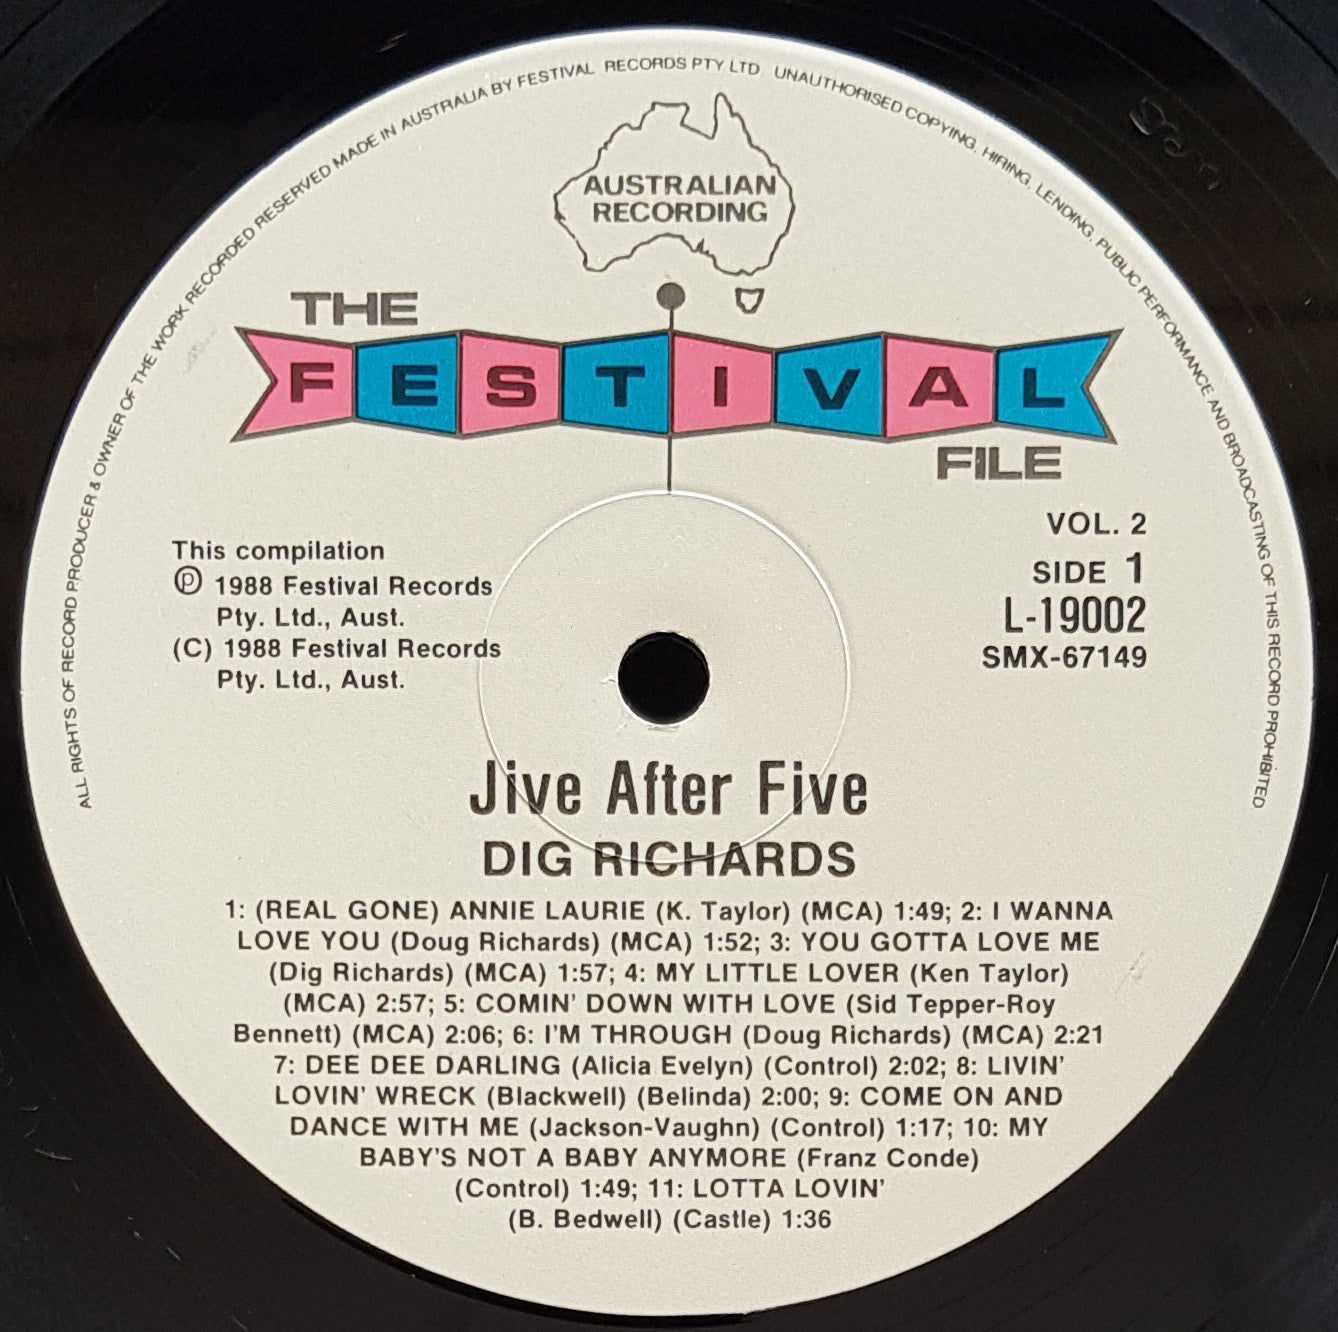 ALL RIGHTS OF RECORD PRODUCER & OWNER OF THE WORK RECORDED RESERVED MADE IN AUSTRALIA BY FESTIVAL RECORDS PTY LTD UNAUTHORISED COPYING, HIRING, LENDING, PUBLIC PERFORMANCE AND BROADCASTING OF THIS RECORD PROHIBITED
AUSTRALIAN
RECORDING
THE
FESTIVAL
FILE
VOL. 2
SIDE 1
L-19002
SMX-67149
This compilation
Ⓟ 1988 Festival Records
Pty. Ltd., Aust.
(C) 1988 Festival Records
Pty. Ltd., Aust.
Jive After Five
DIG RICHARDS
1: (REAL GONE) ANNIE LAURIE (K. Taylor) (MCA) 1:49; 2: I WANNA
LOVE YOU (Doug Richards) (MCA) 1:52; 3: YOU GOTTA LOVE ME
(Dig Richards) (MCA) 1:57; 4: MY LITTLE LOVER (Ken Taylor)
(MCA) 2:57; 5: COMIN' DOWN WITH LOVE (Sid Tepper-Roy
Bennett) (MCA) 2:06; 6: I'M THROUGH (Doug Richards) (MCA) 2:21
7: DEE DEE DARLING (Alicia Evelyn) (Control) 2:02; 8: LIVIN'
LOVIN' WRECK (Blackwell) (Belinda) 2:00; 9: COME ON AND
DANCE WITH ME (Jackson-Vaughn) (Control) 1:17; 10: MY
BABY'S NOT A BABY ANYMORE (Franz Conde)
(Control) 1:49; 11: LOTTA LOVIN'
(B. Bedwell) (Castle) 1:36